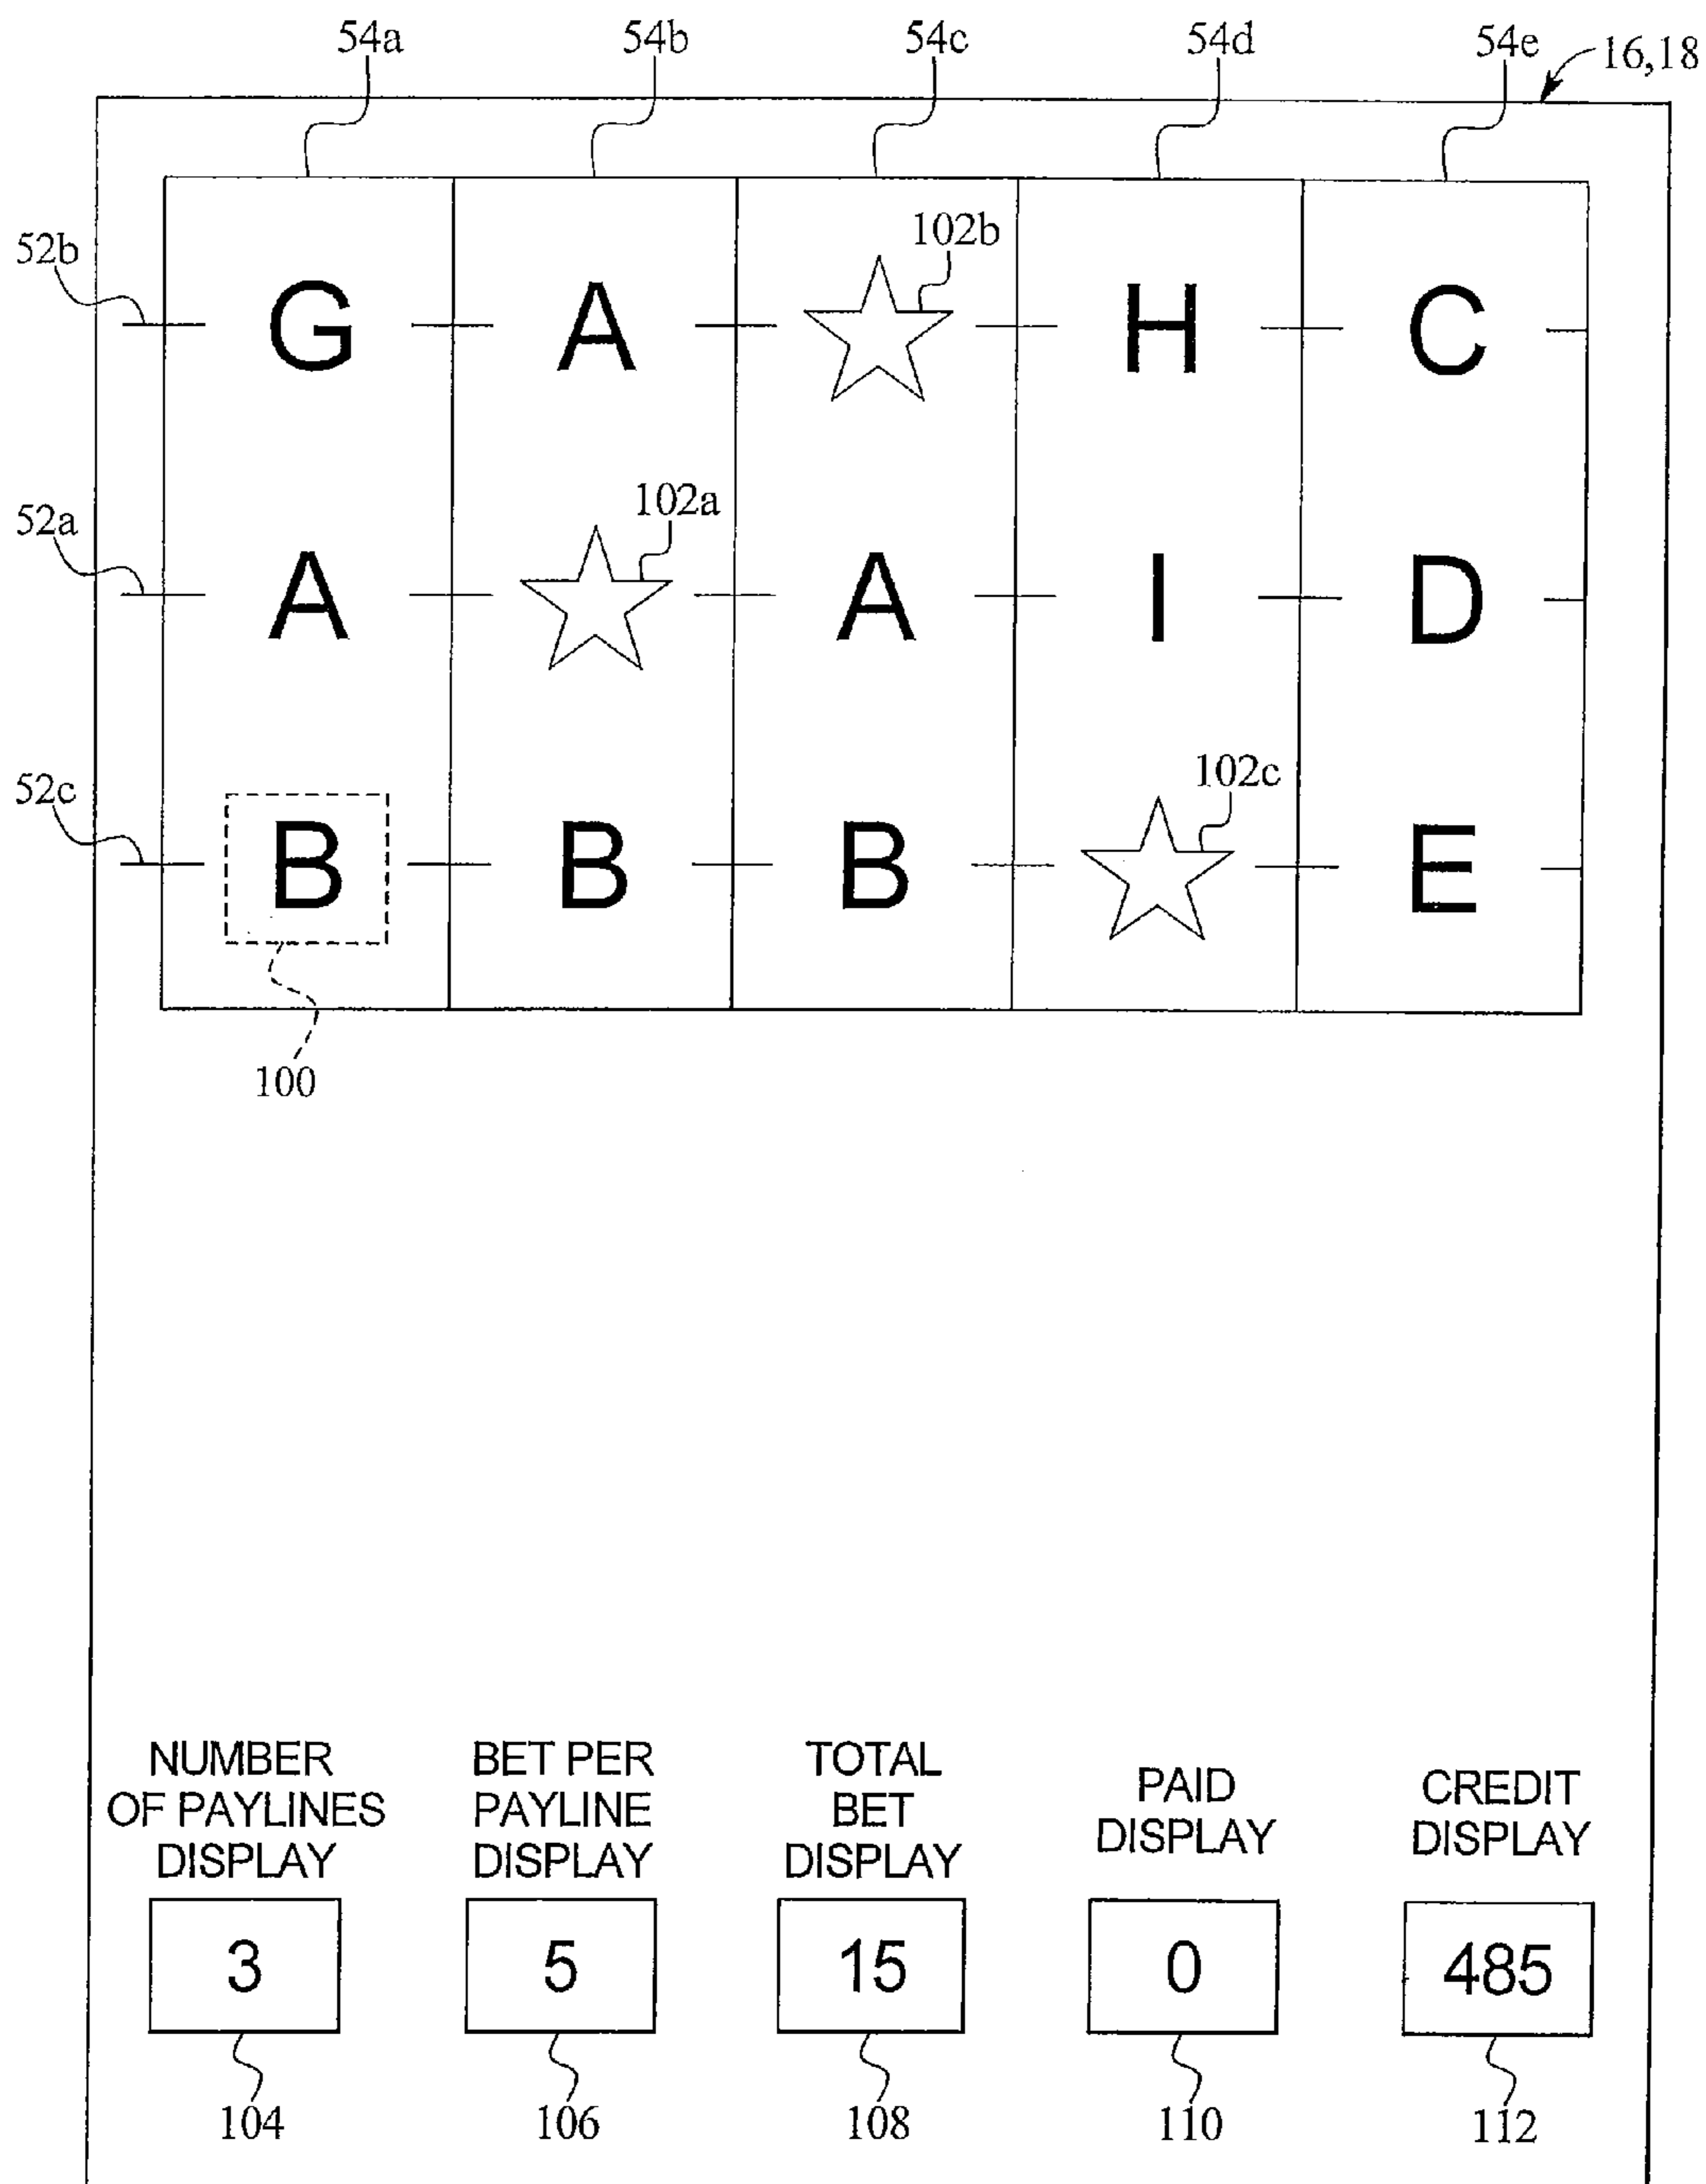 54a 54b 54c 54d 54e 16,18
102b
52b G A H C
102a
52a A I D
A
102c
52c B B B E
100
NUMBER OF PAYLINES DISPLAY
BET PER PAYLINE DISPLAY
TOTAL BET DISPLAY
PAID DISPLAY
CREDIT DISPLAY
3 5 15 0 485
104 106 108 110 112